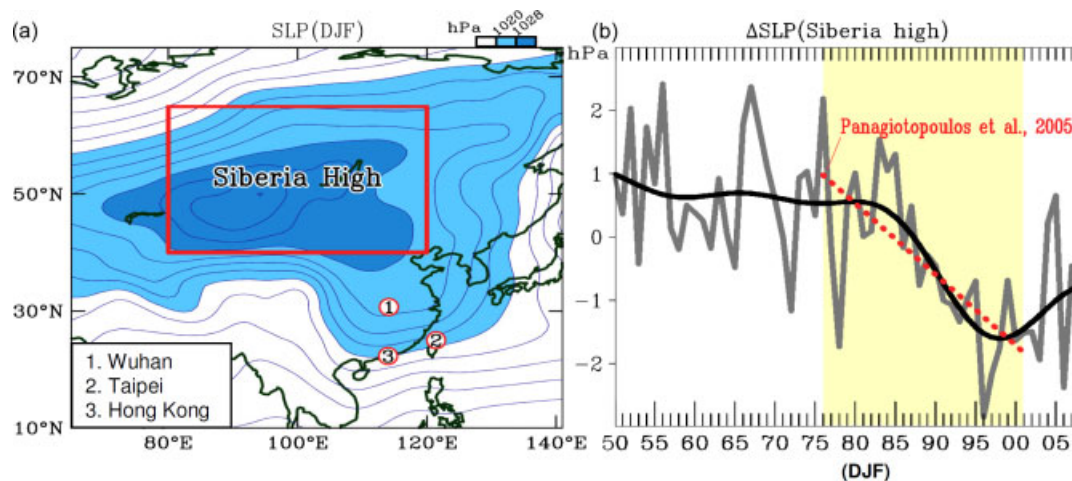 (a)
SLP(DJF)
hPa
1020
1028
70°N
50°N
30°N
10°N
Siberia High
1
2
3
1. Wuhan
2. Taipei
3. Hong Kong
80°E
100°E
120°E
140°E
(b)
ΔSLP(Siberia high)
hPa
2
1
0
-1
-2
Panagiotopoulos et al., 2005
50 55 60 65 70 75 80 85 90 95 00 05
(DJF)